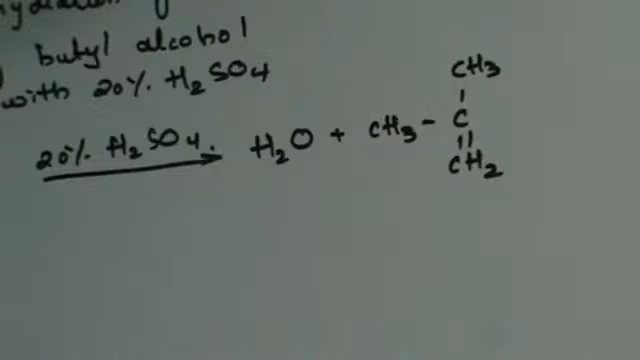 butyl alcohol
with 20% H2SO4
CH3
20% H2SO4. H2O + CH3 - C
CH2